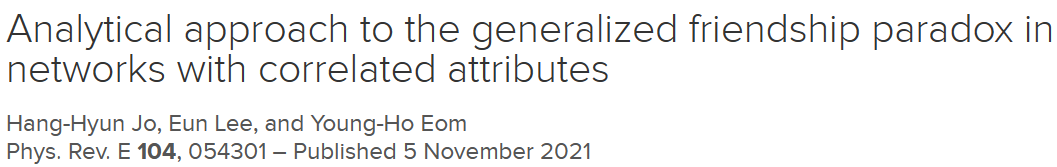 Analytical approach to the generalized friendship paradox in
networks with correlated attributes
Hang-Hyun Jo, Eun Lee, and Young-Ho Eom
Phys. Rev. E 104, 054301 – Published 5 November 2021